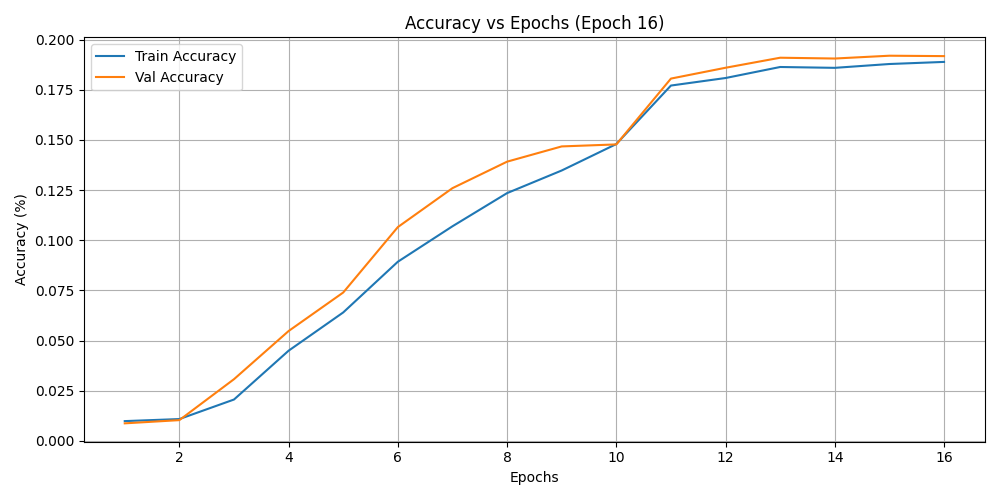 Accuracy vs Epochs (Epoch 16)
Train Accuracy
Val Accuracy
Accuracy (%)
0.200
0.175
0.150
0.125
0.100
0.075
0.050
0.025
0.000
2 4 6 8 10 12 14 16
Epochs